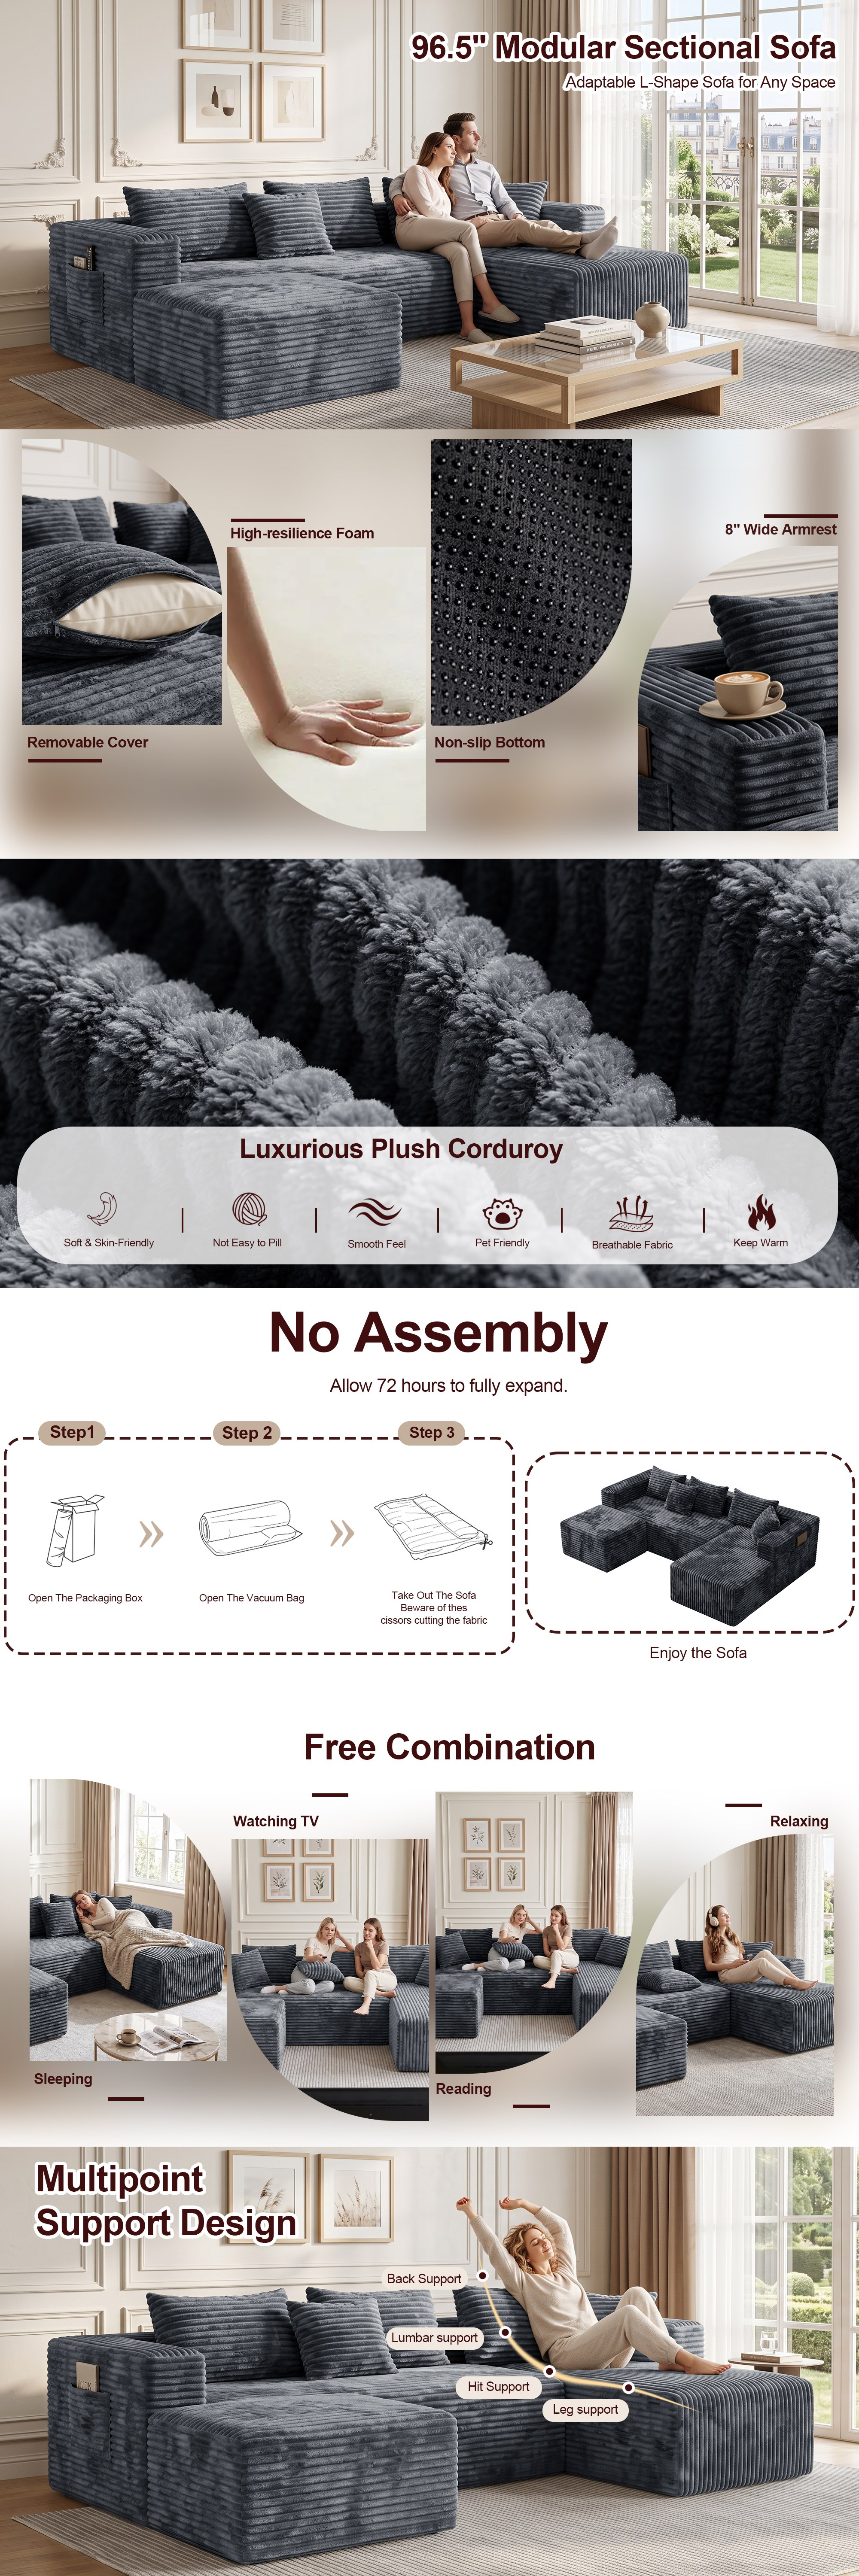 96.5" Modular Sectional Sofa
Adaptable L-Shape Sofa for Any Space
High-resilience Foam
8" Wide Armrest
Removable Cover
Non-slip Bottom
Luxurious Plush Corduroy
Soft & Skin-Friendly
Not Easy to Pill
Smooth Feel
Pet Friendly
Breathable Fabric
Keep Warm
No Assembly
Allow 72 hours to fully expand.
Step1
Step 2
Step 3
Open The Packaging Box
Open The Vacuum Bag
Take Out The Sofa
Beware of thes
cissors cutting the fabric
Enjoy the Sofa
Free Combination
Watching TV
Relaxing
Sleeping
Reading
Multipoint
Support Design
Back Support
Lumbar support
Hit Support
Leg support